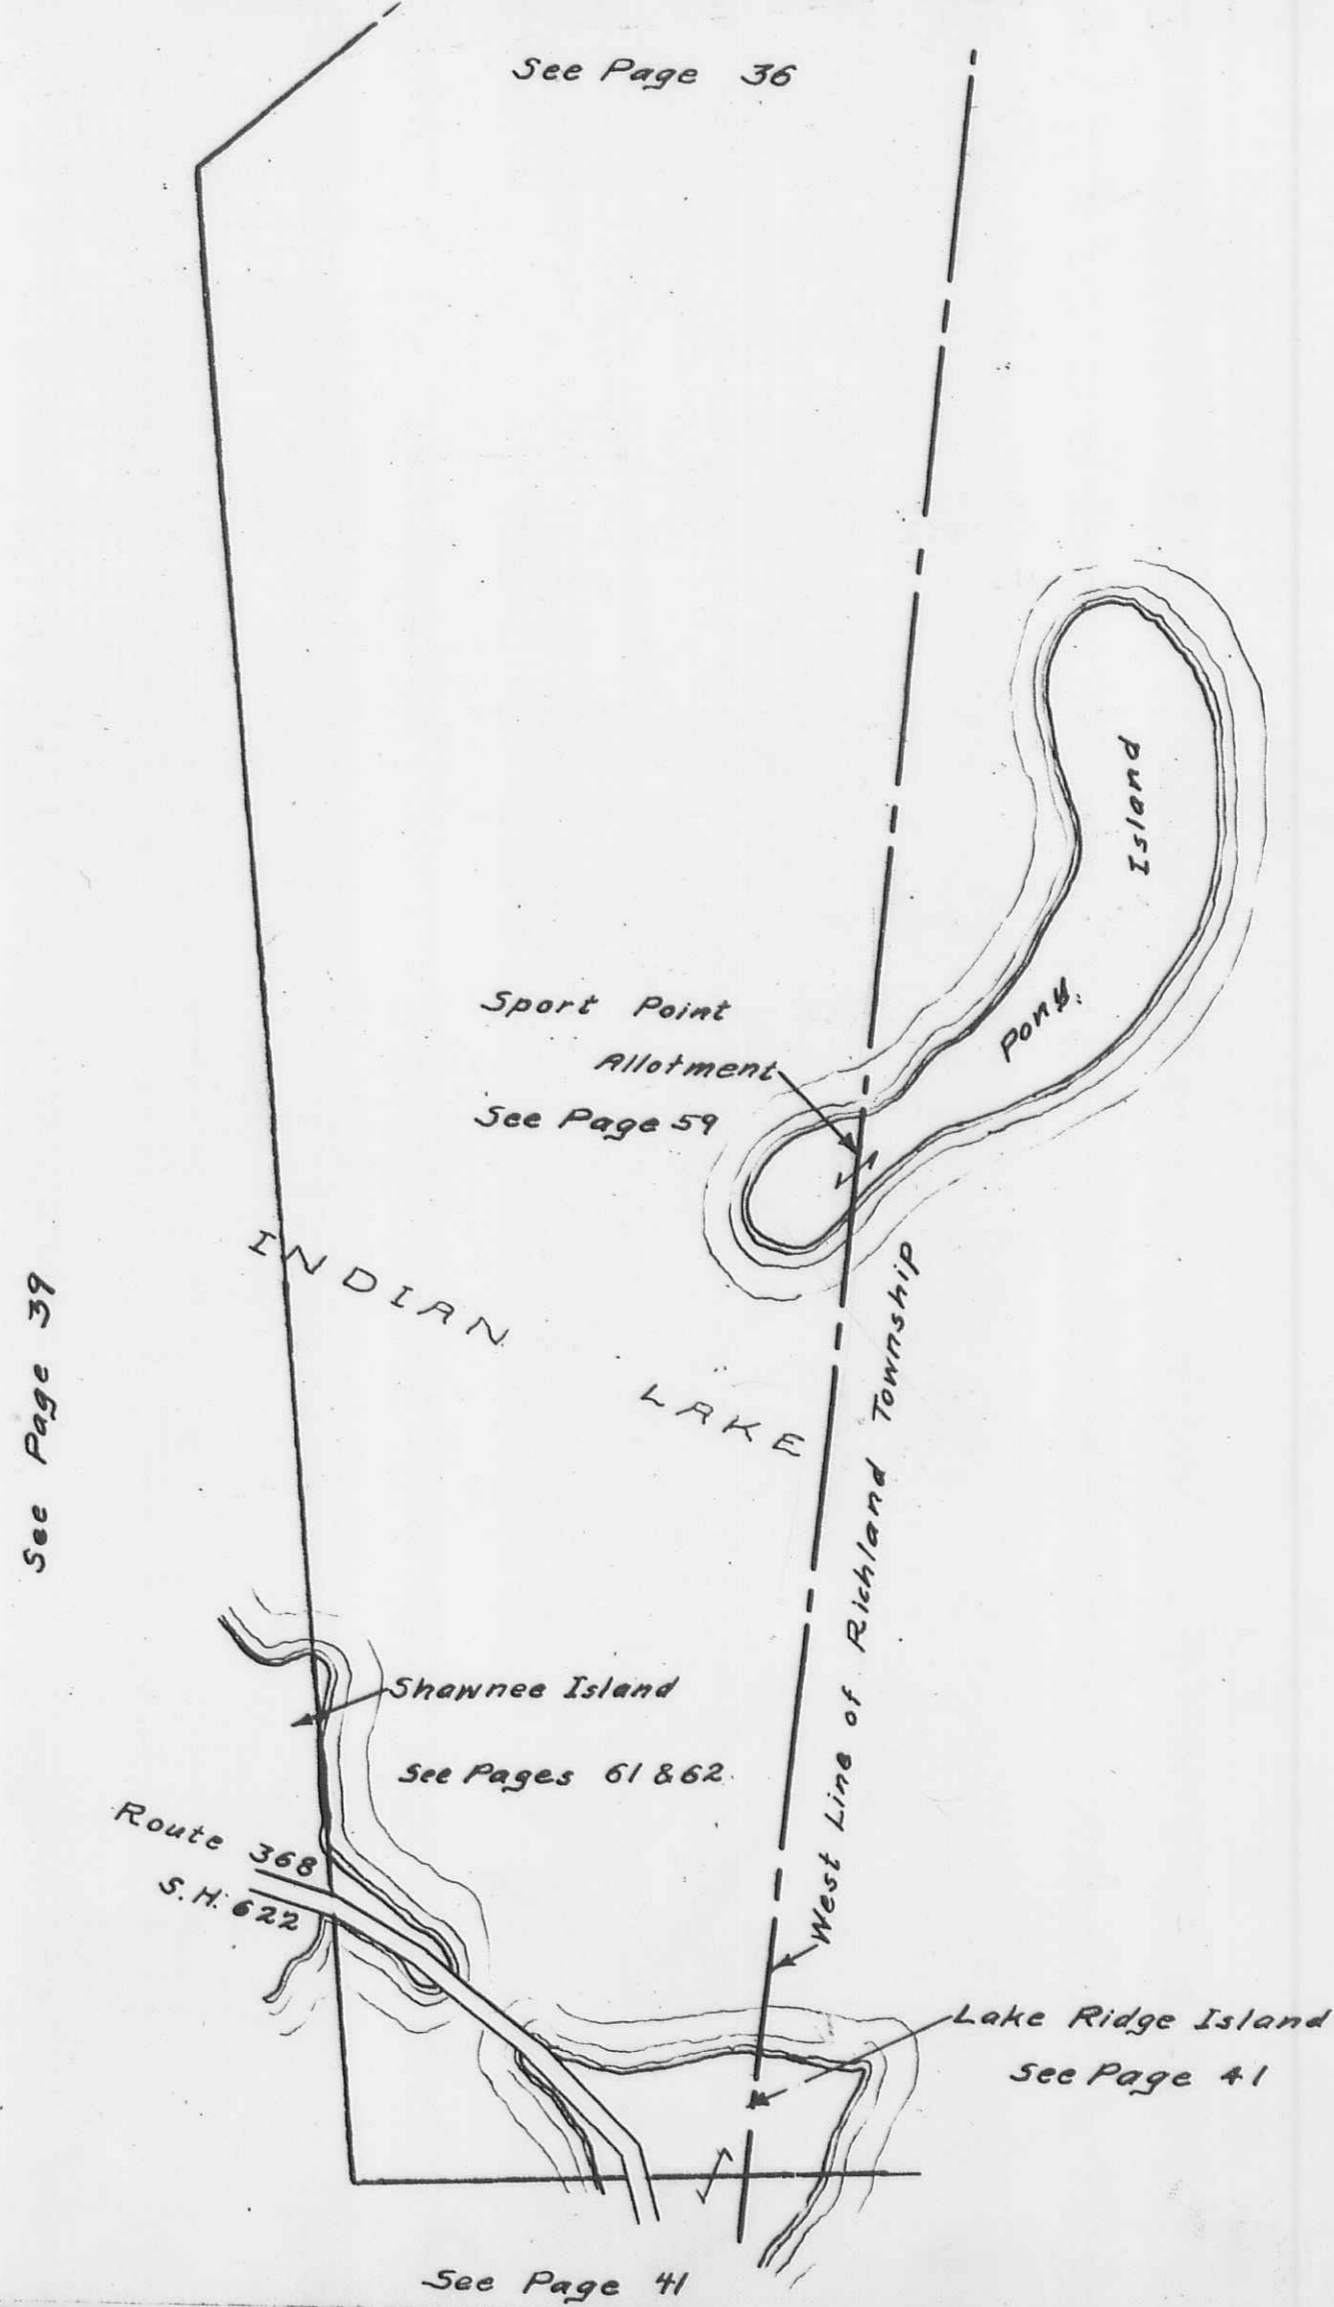 See Page 36
Island
Pony
Sport Point
Allotment
See Page 59
INDIAN
LAKE
See Page 39
West Line of Richland Township
Shawnee Island
See Pages 61 & 62
Route 368
S.H. 622
Lake Ridge Island
See Page 41
See Page 41